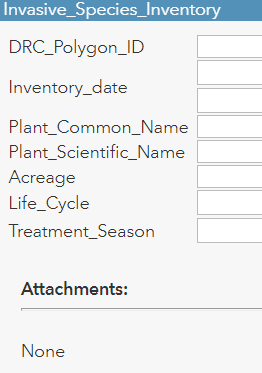 Invasive_Species_Inventory
DRC_Polygon_ID
Inventory_date
Plant_Common_Name
Plant_Scientific_Name
Acreage
Life_Cycle
Treatment_Season
Attachments:
None